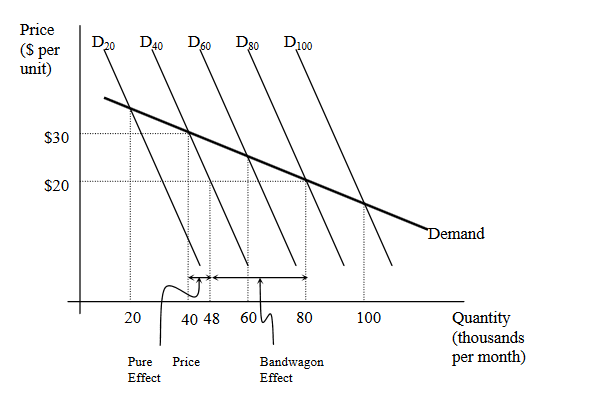 Price
($ per
unit)
D20 D40 D60 D80 D100
$30
$20
Demand
20 40 48 60 80 100
Quantity
(thousands
per month)
Pure Price
Effect
Bandwagon
Effect